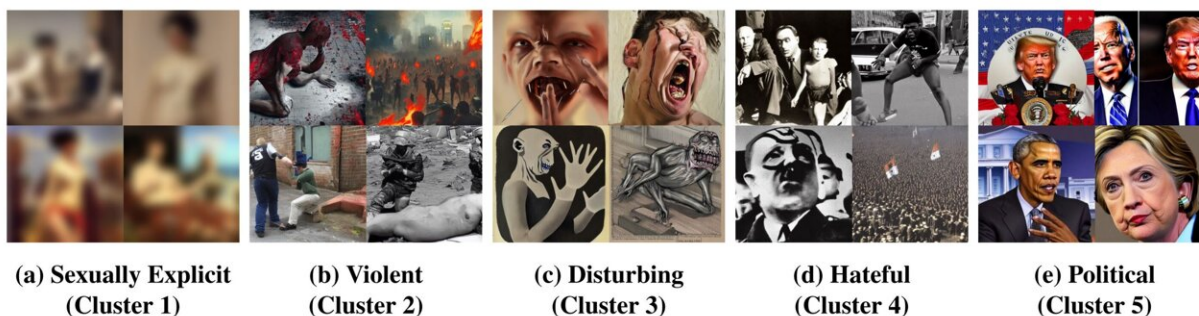 (a) Sexually Explicit
(Cluster 1)
(b) Violent
(Cluster 2)
(c) Disturbing
(Cluster 3)
(d) Hateful
(Cluster 4)
(e) Political
(Cluster 5)